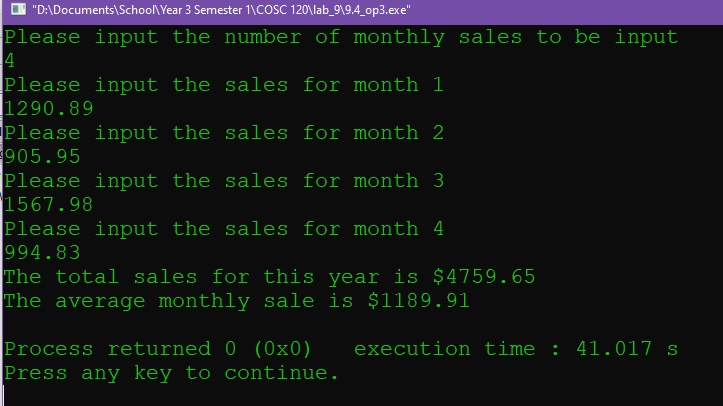 "D:\Documents\School\Year 3 Semester 1\COSC 120\lab_9\9.4_op3.exe"
Please input the number of monthly sales to be input
4
Please input the sales for month 1
1290.89
Please input the sales for month 2
905.95
Please input the sales for month 3
1567.98
Please input the sales for month 4
994.83
The total sales for this year is $4759.65
The average monthly sale is $1189.91
Process returned 0 (0x0)   execution time : 41.017 s
Press any key to continue.